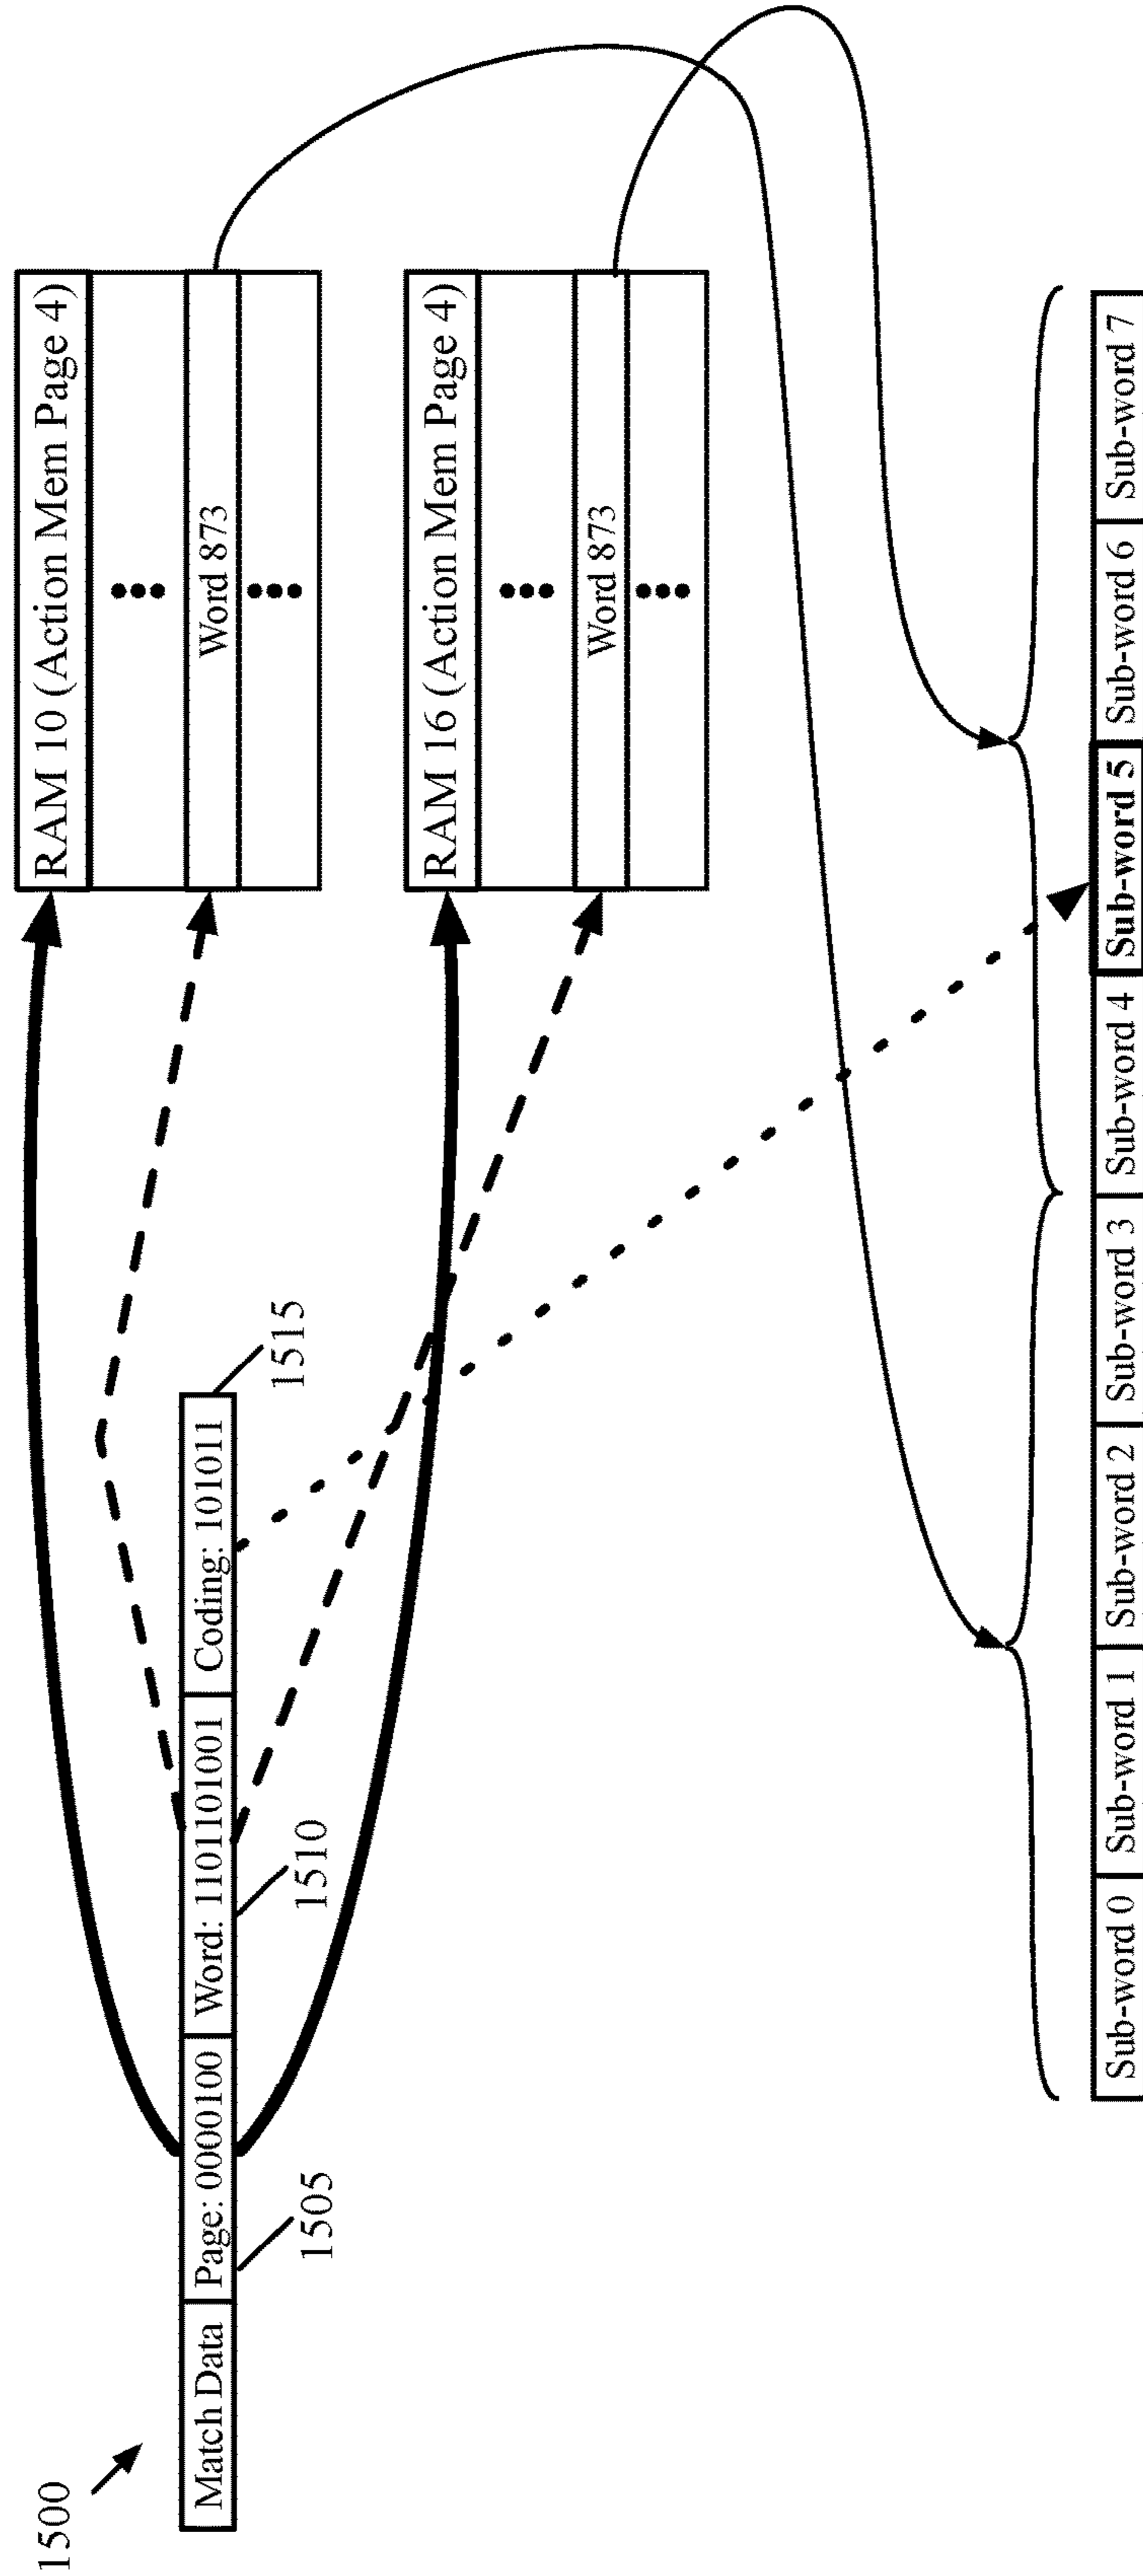 1500
Match Data
Page: 0000100
Word: 1101101001
Coding: 101011
1505
1510
1515
RAM 10 (Action Mem Page 4)
Word 873
RAM 16 (Action Mem Page 4)
Word 873
Sub-word 0
Sub-word 1
Sub-word 2
Sub-word 3
Sub-word 4
Sub-word 5
Sub-word 6
Sub-word 7